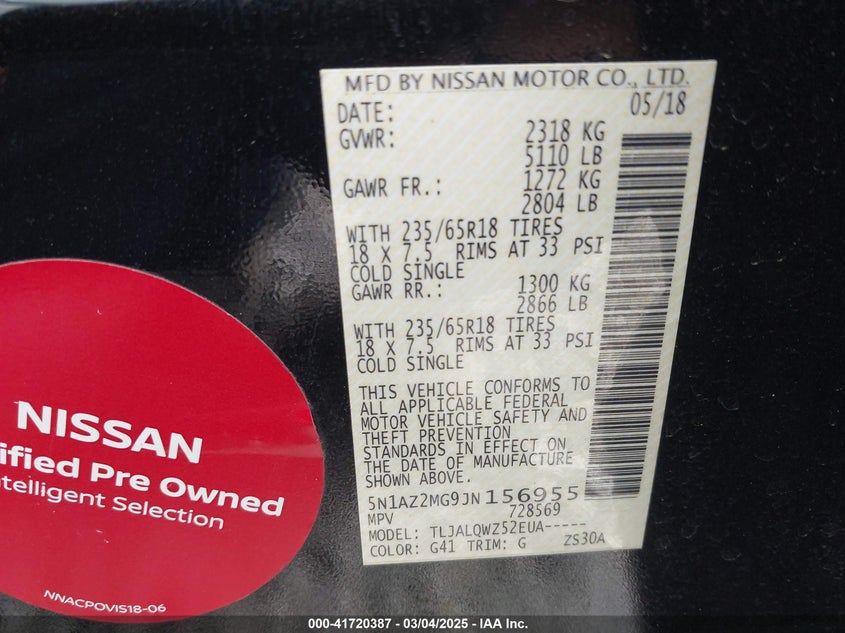 MFD BY NISSAN MOTOR CO., LTD.
DATE: 05/18
GVWR: 2318 KG
5110 LB
GAWR FR.: 1272 KG
2804 LB
WITH 235/65R18 TIRES
18 X 7.5 RIMS AT 33 PSI
COLD SINGLE
GAWR RR.: 1300 KG
2866 LB
WITH 235/65R18 TIRES
18 X 7.5 RIMS AT 33 PSI
COLD SINGLE
THIS VEHICLE CONFORMS TO
ALL APPLICABLE FEDERAL
MOTOR VEHICLE SAFETY AND
THEFT PREVENTION
STANDARDS IN EFFECT ON
THE DATE OF MANUFACTURE
SHOWN ABOVE.
5N1AZ2MG9JN156955
MPV 728569
MODEL: TLJALQWZ52EUA-----
COLOR: G41 TRIM: G ZS30A
NISSAN
ified Pre Owned
ntelligent Selection
NNACPOVIS18-06
000-41720387 - 03/04/2025 - IAA Inc.